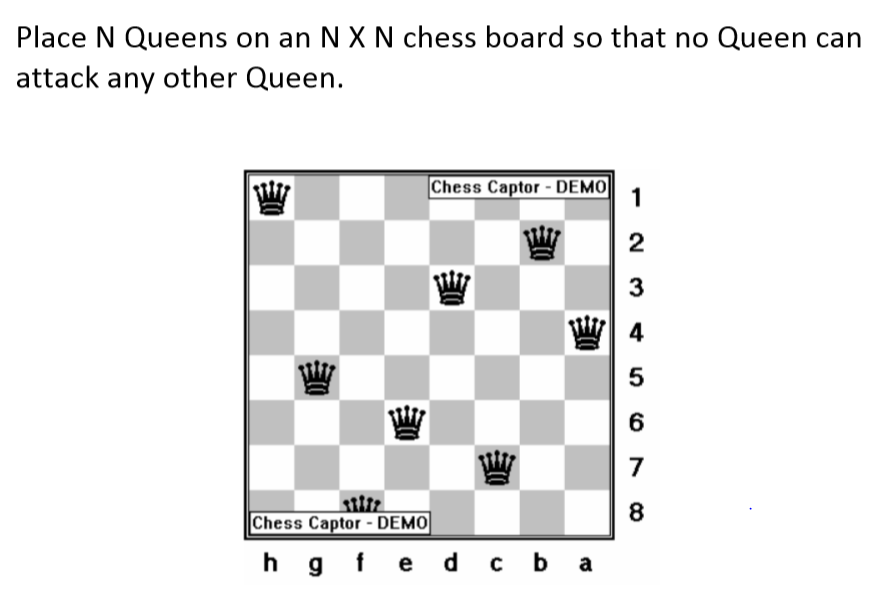 Place N Queens on an N X N chess board so that no Queen can
attack any other Queen.
Chess Captor - DEMO
1
2
3
4
5
6
7
8
Chess Captor - DEMO
h g f e d c b a